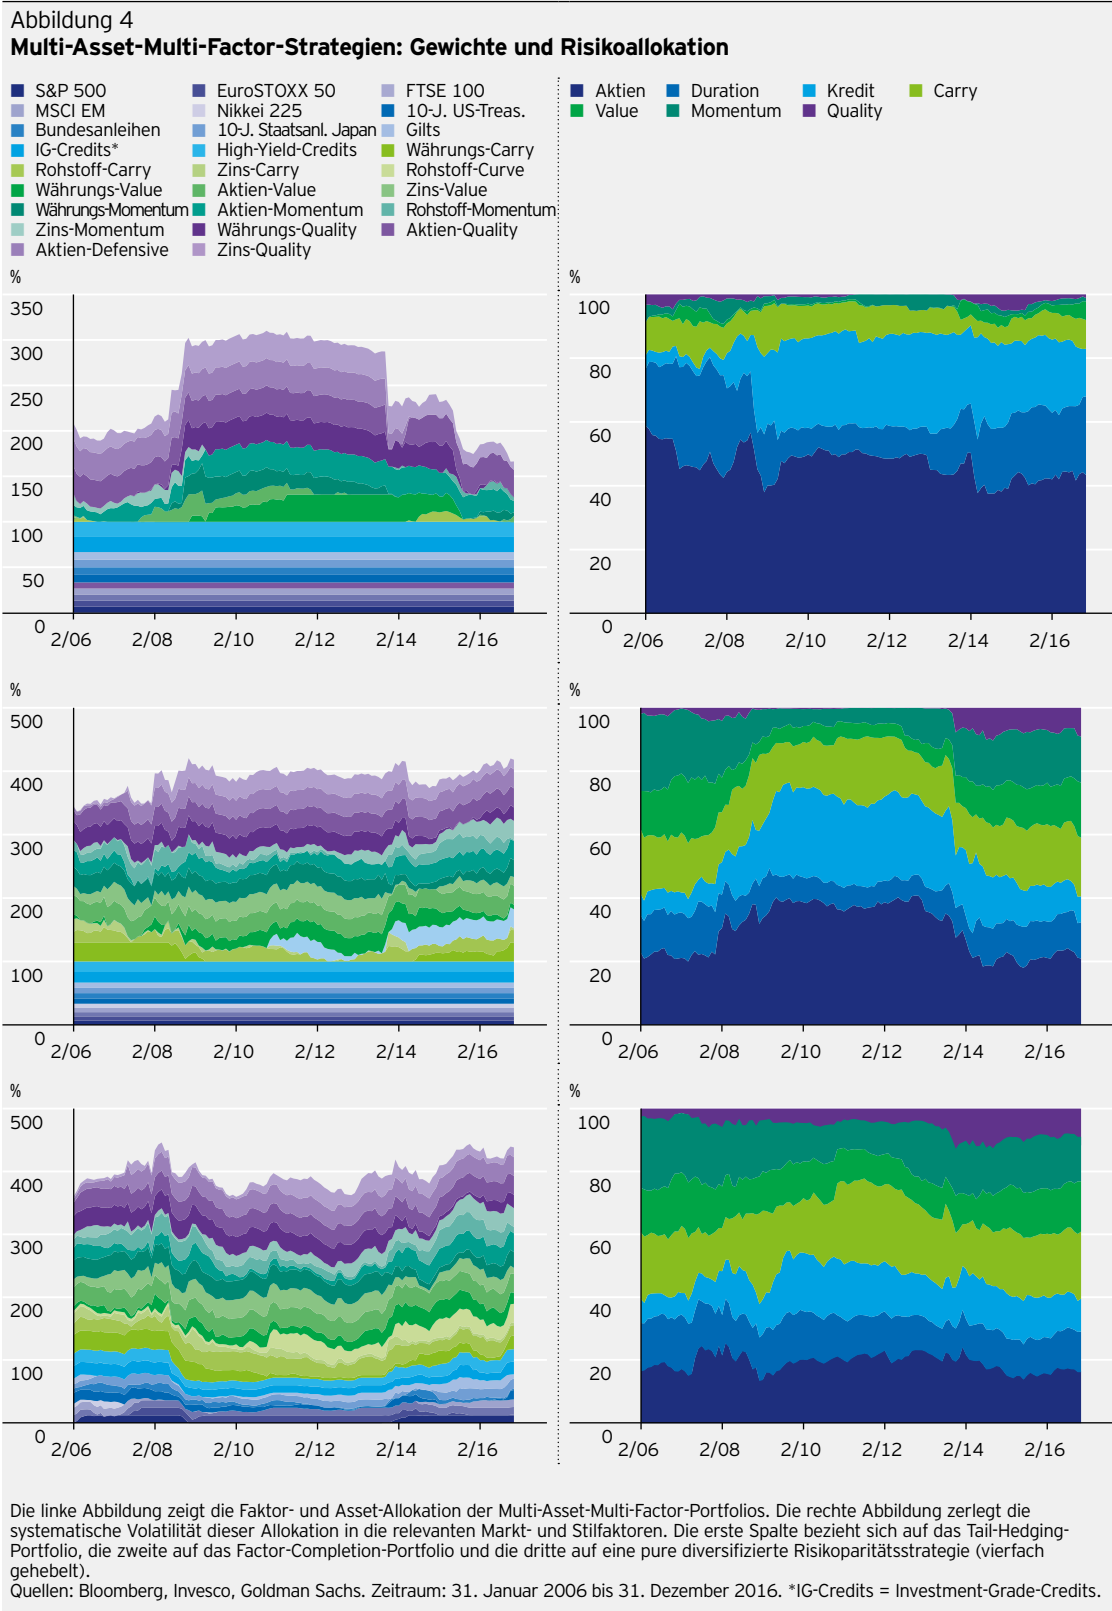 Abbildung 4
Multi-Asset-Multi-Factor-Strategien: Gewichte und Risikoallokation
S&P 500 EuroSTOXX 50 FTSE 100
MSCI EM Nikkei 225 10-J. US-Treas.
Bundesanleihen 10-J. Staatsanl. Japan Gilts
IG-Credits* High-Yield-Credits Währungs-Carry
Rohstoff-Carry Zins-Carry Rohstoff-Curve
Währungs-Value Aktien-Value Zins-Value
Währungs-Momentum Aktien-Momentum Rohstoff-Momentum
Zins-Momentum Währungs-Quality Aktien-Quality
Aktien-Defensive Zins-Quality
Aktien Duration Kredit Carry
Value Momentum Quality
%
350
300
250
200
150
100
50
0
2/06 2/08 2/10 2/12 2/14 2/16
%
100
80
60
40
20
0
2/06 2/08 2/10 2/12 2/14 2/16
%
500
400
300
200
100
0
2/06 2/08 2/10 2/12 2/14 2/16
%
100
80
60
40
20
0
2/06 2/08 2/10 2/12 2/14 2/16
%
500
400
300
200
100
0
2/06 2/08 2/10 2/12 2/14 2/16
%
100
80
60
40
20
0
2/06 2/08 2/10 2/12 2/14 2/16
Die linke Abbildung zeigt die Faktor- und Asset-Allokation der Multi-Asset-Multi-Factor-Portfolios. Die rechte Abbildung zerlegt die
systematische Volatilität dieser Allokation in die relevanten Markt- und Stilfaktoren. Die erste Spalte bezieht sich auf das Tail-Hedging-
Portfolio, die zweite auf das Factor-Completion-Portfolio und die dritte auf eine pure diversifizierte Risikoparitätsstrategie (vierfach
gehebelt).
Quellen: Bloomberg, Invesco, Goldman Sachs. Zeitraum: 31. Januar 2006 bis 31. Dezember 2016. *IG-Credits = Investment-Grade-Credits.